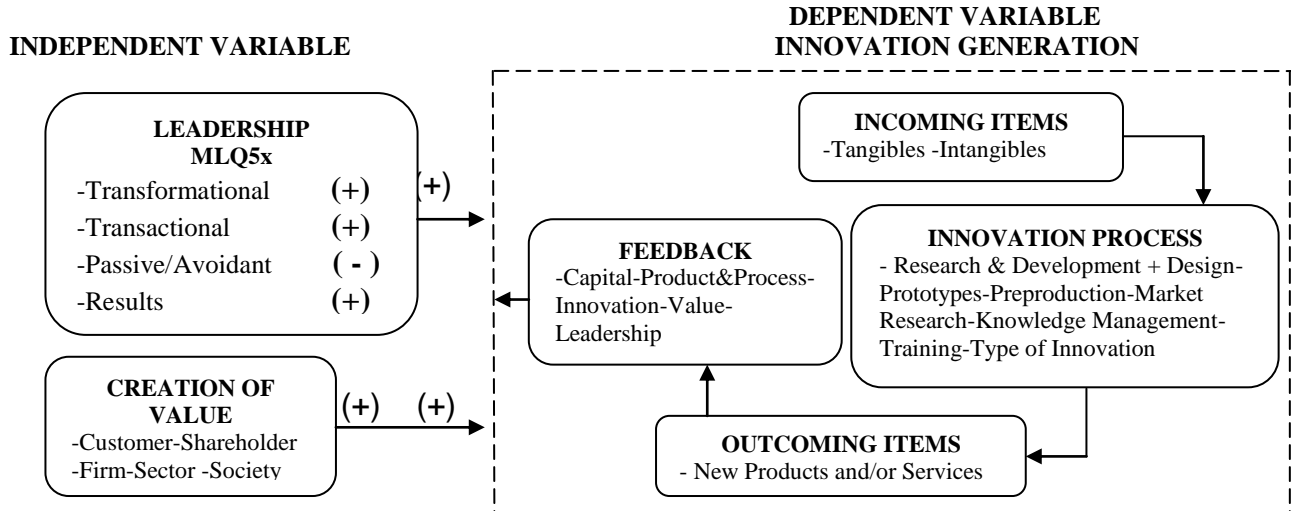 INDEPENDENT VARIABLE
DEPENDENT VARIABLE
INNOVATION GENERATION
LEADERSHIP
MLQ5x
-Transformational (+)
-Transactional (+)
-Passive/Avoidant ( - )
-Results (+)
(+)
CREATION OF
VALUE
-Customer-Shareholder
-Firm-Sector -Society
(+) (+)
INCOMING ITEMS
-Tangibles -Intangibles
INNOVATION PROCESS
- Research & Development + Design-
Prototypes-Preproduction-Market
Research-Knowledge Management-
Training-Type of Innovation
FEEDBACK
-Capital-Product&Process-
Innovation-Value-
Leadership
OUTCOMING ITEMS
- New Products and/or Services